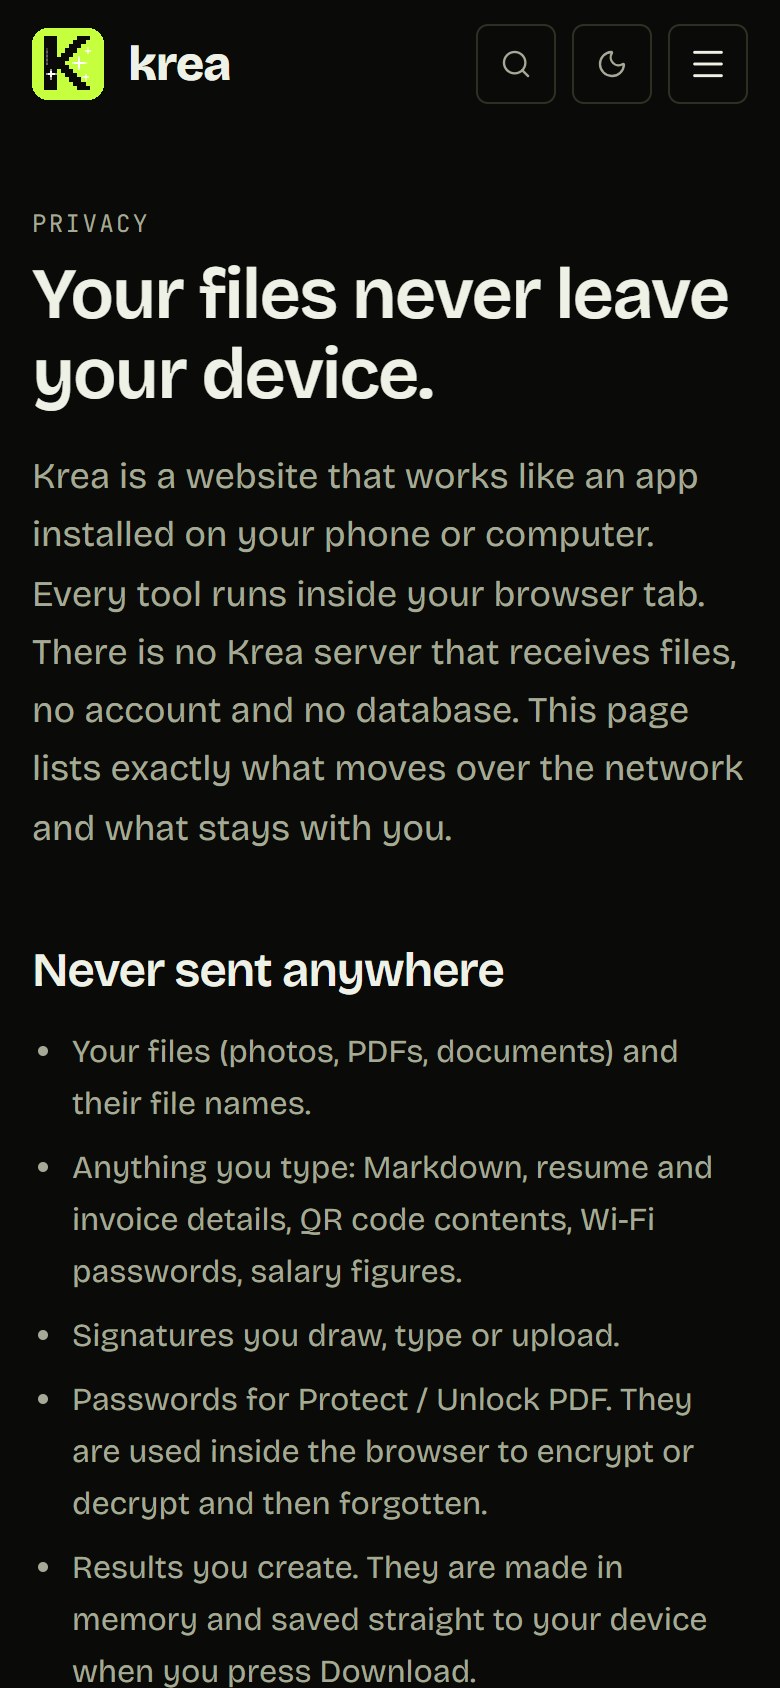 krea
PRIVACY
Your files never leave
your device.
Krea is a website that works like an app
installed on your phone or computer.
Every tool runs inside your browser tab.
There is no Krea server that receives files,
no account and no database. This page
lists exactly what moves over the network
and what stays with you.
Never sent anywhere
• Your files (photos, PDFs, documents) and
their file names.
• Anything you type: Markdown, resume and
invoice details, QR code contents, Wi-Fi
passwords, salary figures.
• Signatures you draw, type or upload.
• Passwords for Protect / Unlock PDF. They
are used inside the browser to encrypt or
decrypt and then forgotten.
• Results you create. They are made in
memory and saved straight to your device
when you press Download.